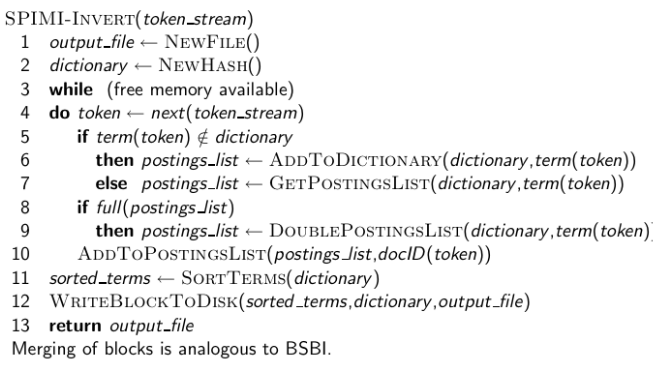 SPIMI-INVERT(token_stream)
1 output_file ← NEWFILE()
2 dictionary ← NEWHASH()
3 while (free memory available)
4 do token ← next(token_stream)
5 if term(token) ∉ dictionary
6 then postings_list ← ADDTODICTIONARY(dictionary,term(token))
7 else postings_list ← GETPOSTINGSLIST(dictionary,term(token))
8 if full(postings_list)
9 then postings_list ← DOUBLEPOSTINGSLIST(dictionary,term(token)
10 ADDTOPOSTINGSLIST(postings_list,docID(token))
11 sorted_terms ← SORTTERMS(dictionary)
12 WRITEBLOCKTODISK(sorted_terms,dictionary,output_file)
13 return output_file
Merging of blocks is analogous to BSBI.